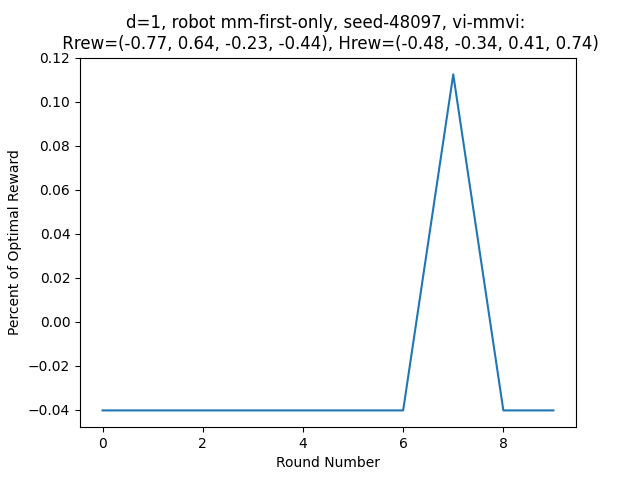 d=1, robot mm-first-only, seed-48097, vi-mmvi:
Rrew=(-0.77, 0.64, -0.23, -0.44), Hrew=(-0.48, -0.34, 0.41, 0.74)
0.12
0.10
0.08
0.06
0.04
0.02
0.00
−0.02
−0.04
Percent of Optimal Reward
0 2 4 6 8
Round Number